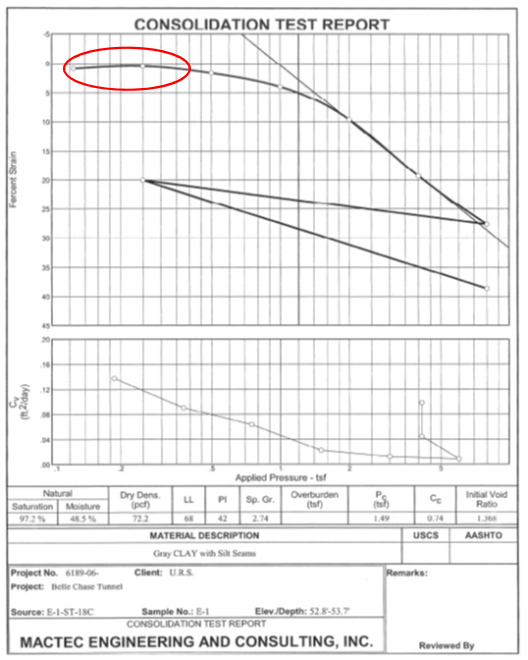 CONSOLIDATION TEST REPORT
-5
0
5
10
15
20
25
30
35
40
45
Percent Strain
.20
.16
.12
.08
.04
.00
Cv
(ft.2/day)
.1 .2 .5 1 2 5
Applied Pressure - tsf
Natural Dry Dens. (pcf) LL PI Sp. Gr. Overburden (tsf) Pc (tsf) Cc Initial Void Ratio
Saturation Moisture
97.2 % 48.5 % 72.2 68 42 2.74 1.49 0.74 1.368
MATERIAL DESCRIPTION USCS AASHTO
Gray CLAY with Silt Seams
Project No. 6189-06- Client: U.R.S. Remarks:
Project: Belle Chase Tunnel
Source: E-1-ST-18C Sample No.: E-1 Elev./Depth: 52.8'-53.7'
CONSOLIDATION TEST REPORT
MACTEC ENGINEERING AND CONSULTING, INC.
Reviewed By